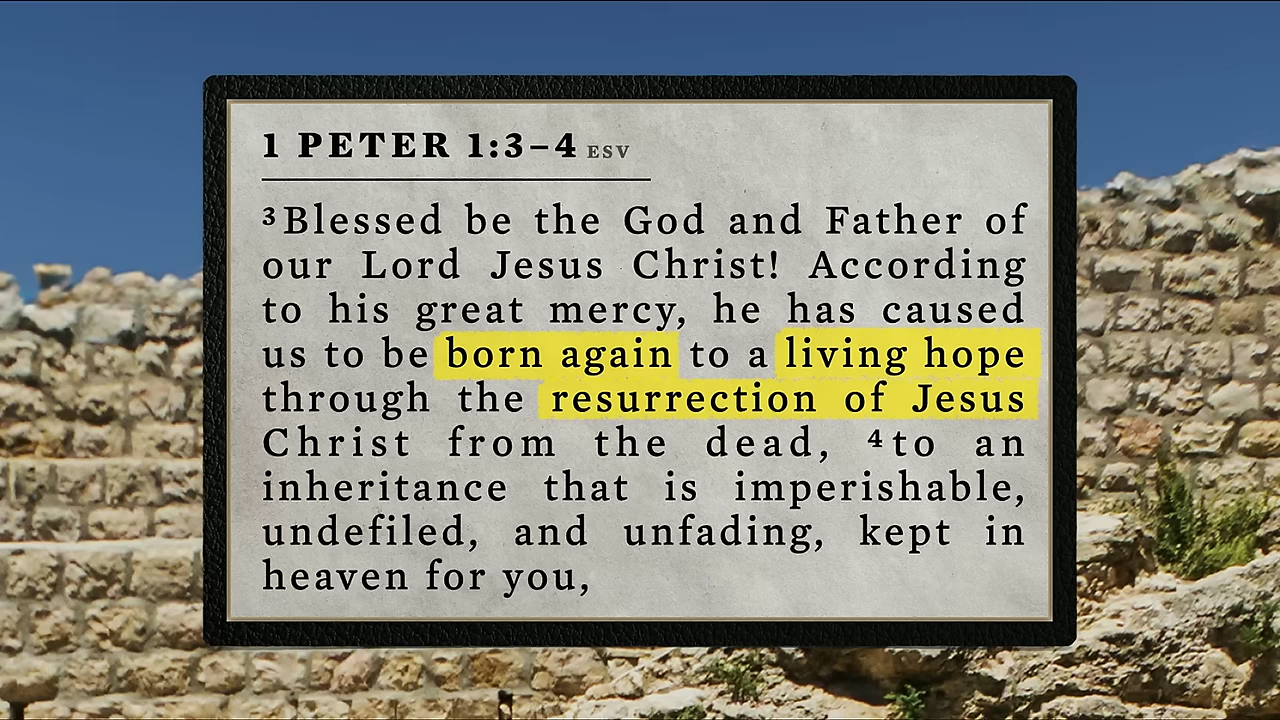 1 PETER 1:3–4 ESV
³Blessed be the God and Father of
our Lord Jesus Christ! According
to his great mercy, he has caused
us to be born again to a living hope
through the resurrection of Jesus
Christ from the dead, ⁴to an
inheritance that is imperishable,
undefiled, and unfading, kept in
heaven for you,